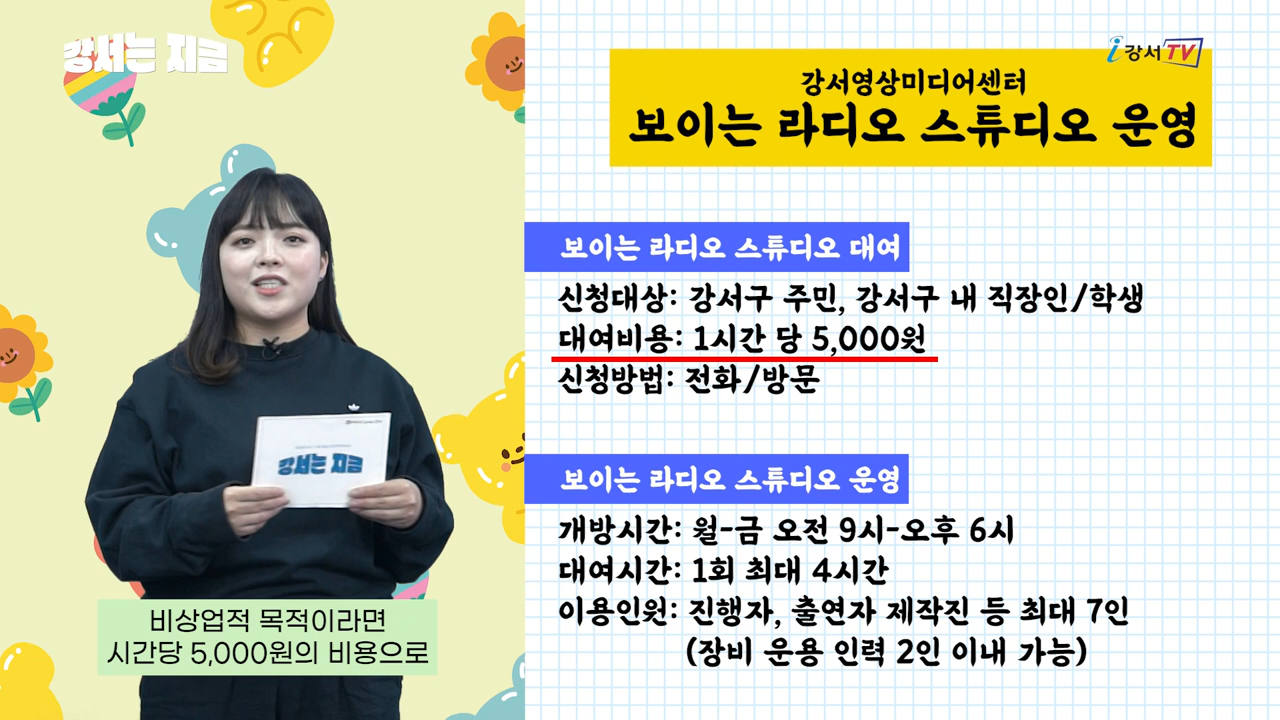 강서는 지금
i강서TV
강서영상미디어센터
보이는 라디오 스튜디오 운영
보이는 라디오 스튜디오 대여
신청대상: 강서구 주민, 강서구 내 직장인/학생
대여비용: 1시간 당 5,000원
신청방법: 전화/방문
보이는 라디오 스튜디오 운영
개방시간: 월-금 오전 9시-오후 6시
대여시간: 1회 최대 4시간
이용인원: 진행자, 출연자 제작진 등 최대 7인
(장비 운용 인력 2인 이내 가능)
강서는 지금
비상업적 목적이라면
시간당 5,000원의 비용으로